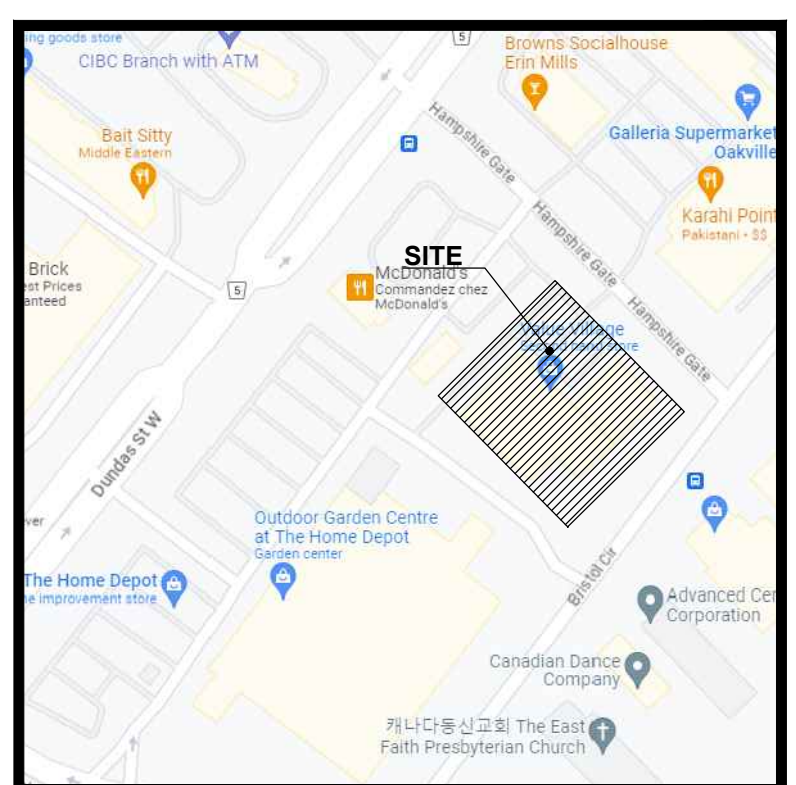 ing goods store
CIBC Branch with ATM
5
Browns Socialhouse
Erin Mills
Bait Sitty
Middle Eastern
Hampshire Gate
Galleria Supermarket
Oakville
Karahi Point
Pakistani • $$
Hampshire Gate
SITE
McDonald's
Commandez chez
McDonald's
Brick
est Prices
anteed
5
Hampshire Gate
Value Village
Second hand store
Dundas St W
Outdoor Garden Centre
at The Home Depot
Garden center
ver
The Home Depot
e improvement store
Bristol Cir
Advanced Cer
Corporation
Canadian Dance
Company
캐나다동신교회 The East
Faith Presbyterian Church